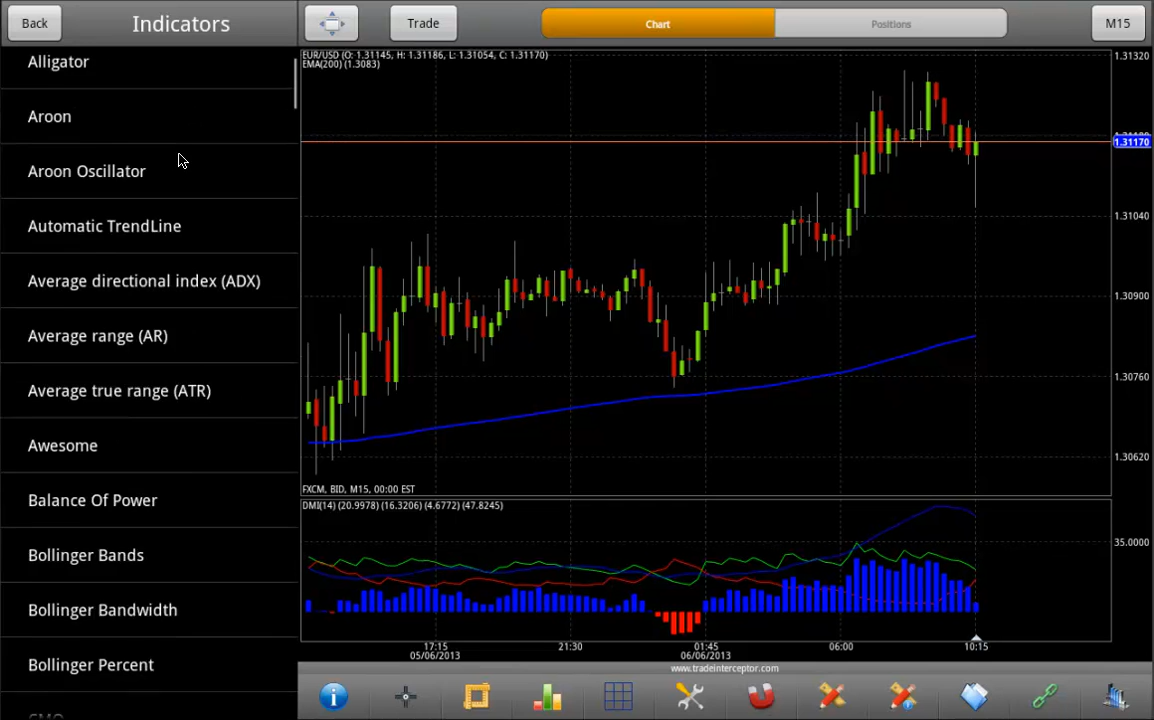 Back
Indicators
Trade
Chart
Positions
M15
Alligator
Aroon
Aroon Oscillator
Automatic TrendLine
Average directional index (ADX)
Average range (AR)
Average true range (ATR)
Awesome
Balance Of Power
Bollinger Bands
Bollinger Bandwidth
Bollinger Percent
EUR/USD (O: 1.31145, H: 1.31186, L: 1.31054, C: 1.31170)
EMA(200) (1.3083)
1.31320
1.31170
1.31040
1.30900
1.30760
1.30620
FXCM, BID, M15, 00:00 EST
DMI(14) (20.9978) (16.3206) (4.6772) (47.8245)
35.0000
17:15
21:30
01:45
06:00
10:15
05/06/2013
06/06/2013
www.tradeinterceptor.com